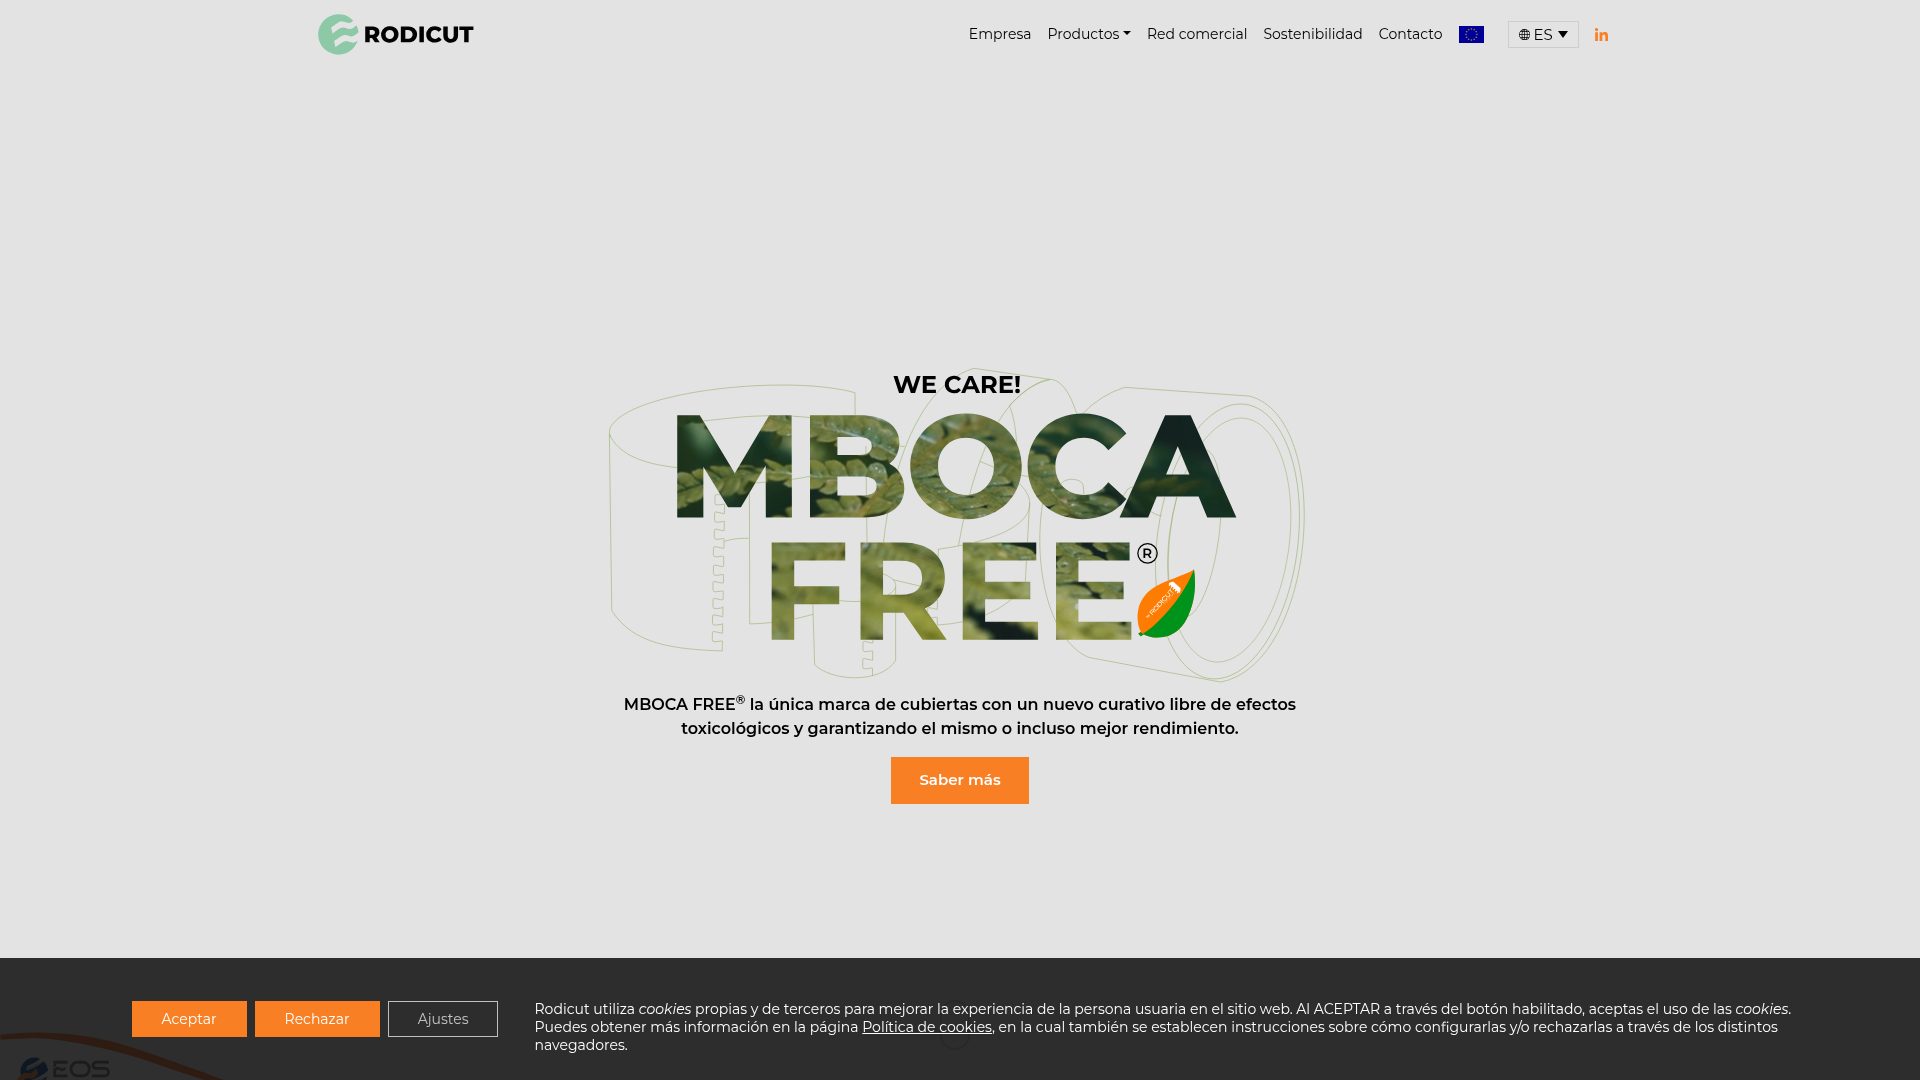 RODICUT
Empresa Productos Red comercial Sostenibilidad Contacto ES in
WE CARE!
MBOCA
FREE®
RODICUT
MBOCA FREE® la única marca de cubiertas con un nuevo curativo libre de efectos
toxicológicos y garantizando el mismo o incluso mejor rendimiento.
Saber más
Aceptar Rechazar Ajustes
Rodicut utiliza cookies propias y de terceros para mejorar la experiencia de la persona usuaria en el sitio web. Al ACEPTAR a través del botón habilitado, aceptas el uso de las cookies.
Puedes obtener más información en la página Política de cookies, en la cual también se establecen instrucciones sobre cómo configurarlas y/o rechazarlas a través de los distintos
navegadores.
EOS